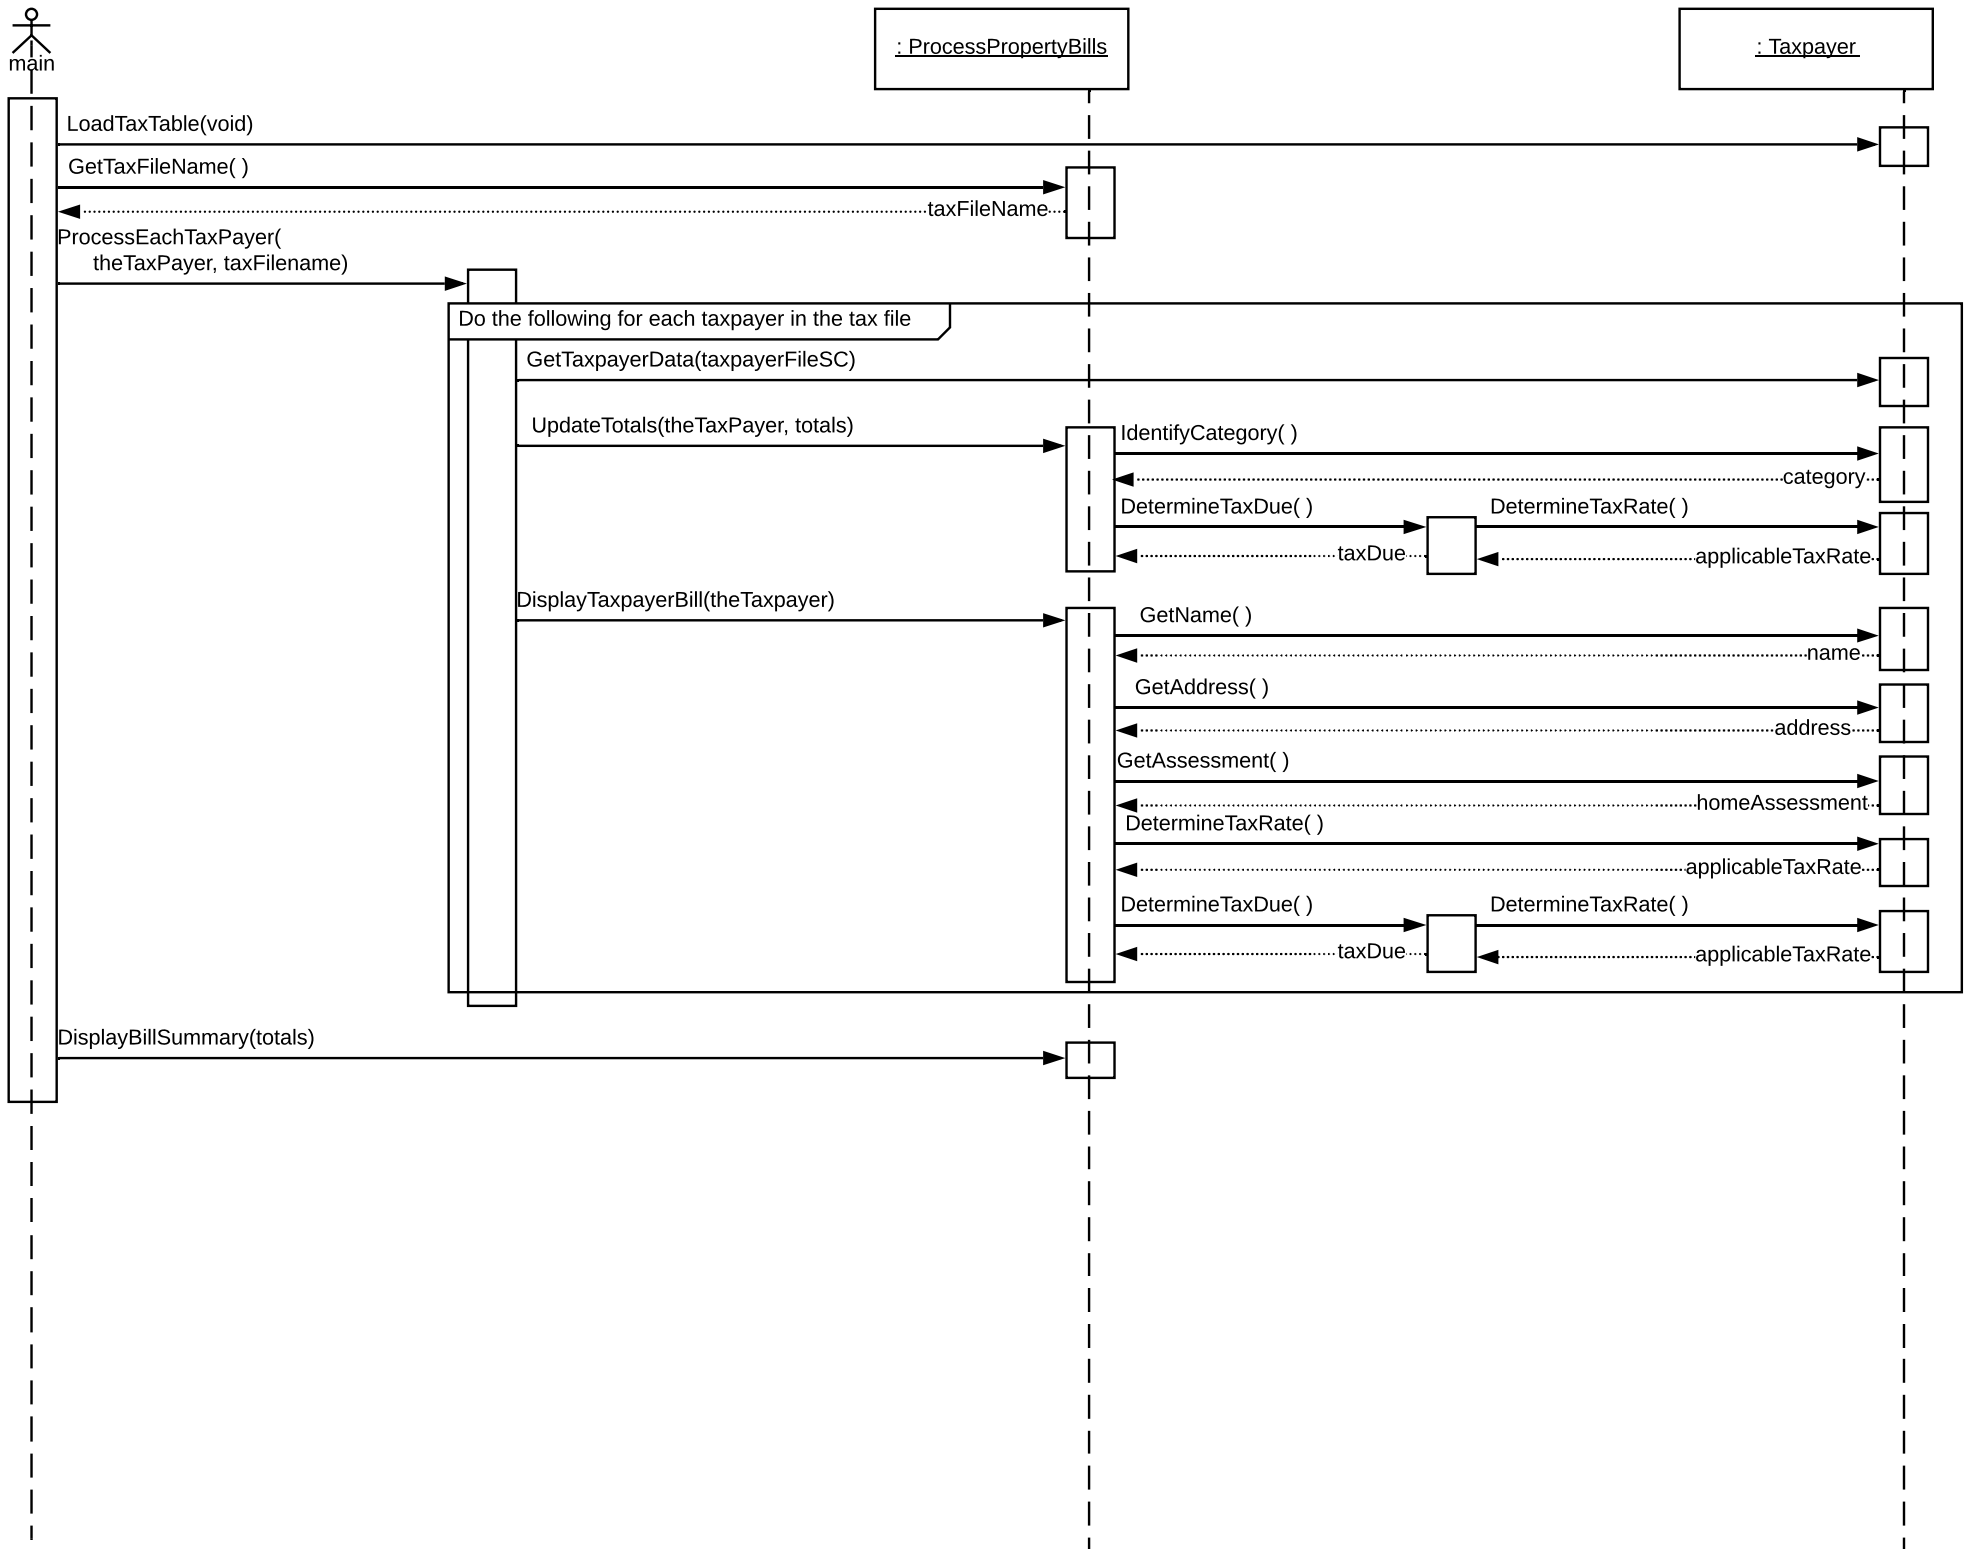 main
: ProcessPropertyBills
: Taxpayer
LoadTaxTable(void)
GetTaxFileName( )
taxFileName
ProcessEachTaxPayer(
theTaxPayer, taxFilename)
Do the following for each taxpayer in the tax file
GetTaxpayerData(taxpayerFileSC)
UpdateTotals(theTaxPayer, totals)
IdentifyCategory( )
category
DetermineTaxDue( )
DetermineTaxRate( )
taxDue
applicableTaxRate
DisplayTaxpayerBill(theTaxpayer)
GetName( )
name
GetAddress( )
address
GetAssessment( )
homeAssessment
DetermineTaxRate( )
applicableTaxRate
DetermineTaxDue( )
DetermineTaxRate( )
taxDue
applicableTaxRate
DisplayBillSummary(totals)